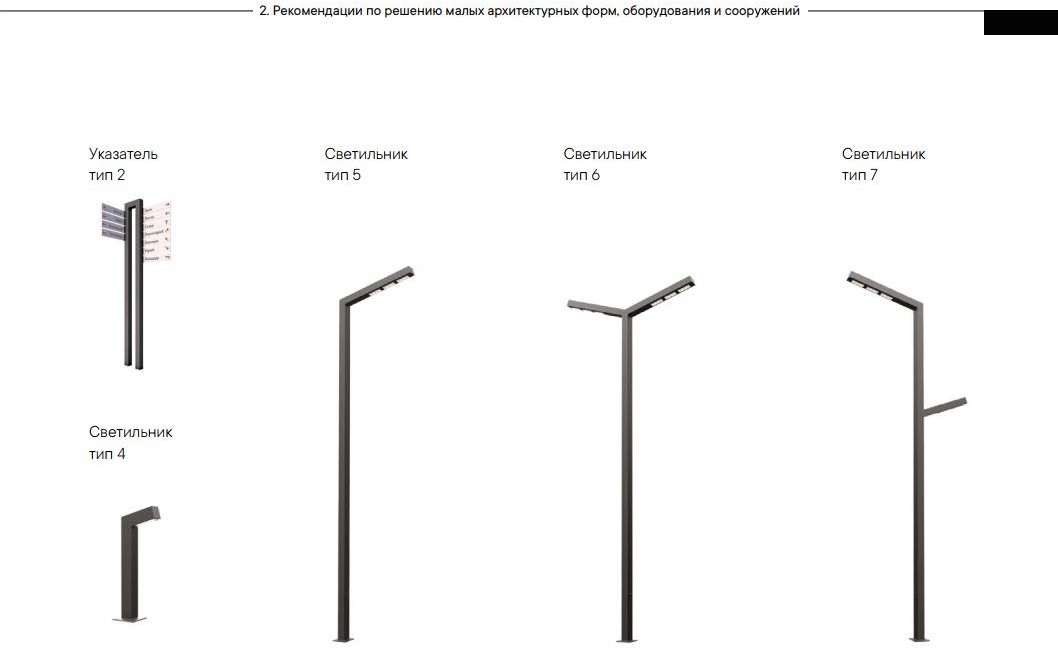 2. Рекомендации по решению малых архитектурных форм, оборудования и сооружений
Указатель
тип 2
Светильник
тип 5
Светильник
тип 6
Светильник
тип 7
Светильник
тип 4